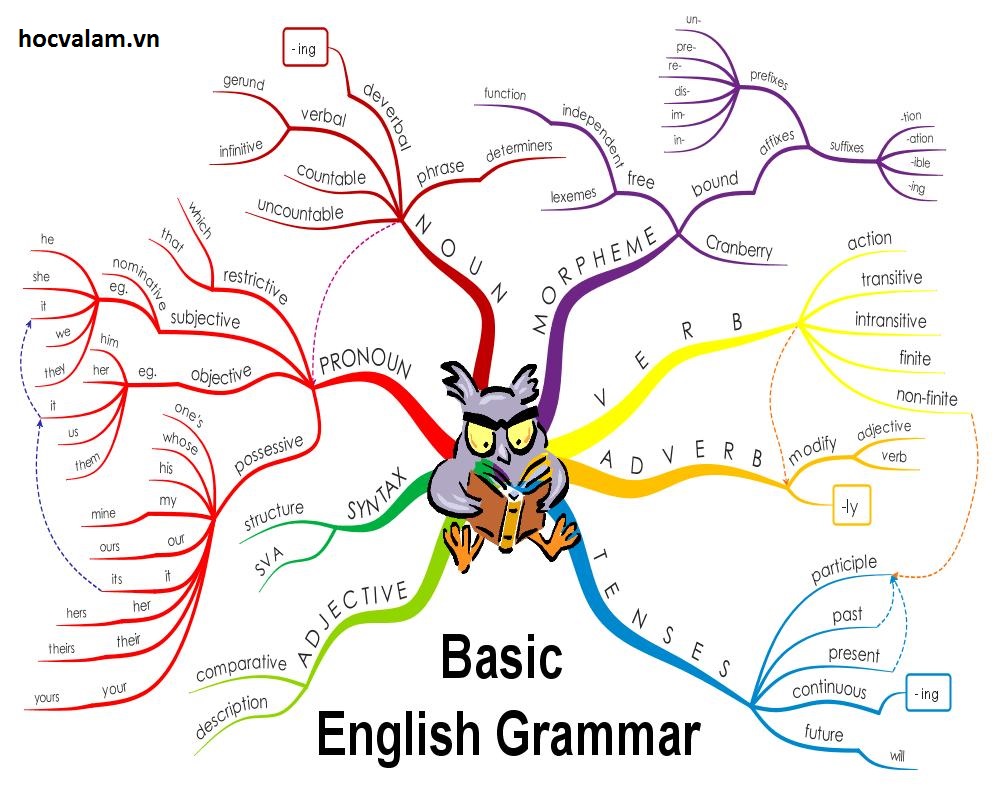 hocvalam.vn
NOUN
deverbal
- ing
verbal
gerund
infinitive
countable
uncountable
phrase
determiners
MORPHEME
free
independent
function
lexemes
bound
affixes
prefixes
un-
pre-
re-
dis-
im-
in-
suffixes
-tion
-ation
-ible
-ing
Cranberry
VERB
action
transitive
intransitive
finite
non-finite
ADVERB
modify
adjective
verb
-ly
TENSES
participle
past
present
continuous
- ing
future
will
PRONOUN
restrictive
which
that
subjective
nominative
eg.
he
she
it
we
they
objective
eg.
him
her
it
us
them
possessive
one's
whose
his
my
mine
our
ours
it
its
her
hers
their
theirs
your
yours
SYNTAX
structure
SVA
ADJECTIVE
comparative
description
Basic
English Grammar